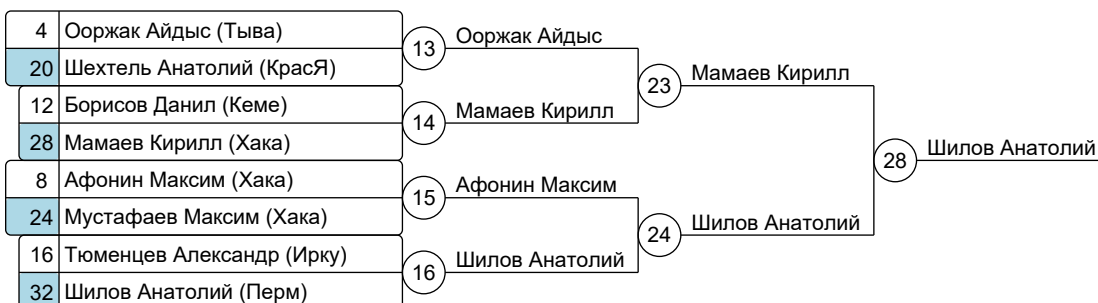 4 Ооржак Айдыс (Тыва)
20 Шехтель Анатолий (КрасЯ)
12 Борисов Данил (Кеме)
28 Мамаев Кирилл (Хака)
8 Афонин Максим (Хака)
24 Мустафаев Максим (Хака)
16 Тюменцев Александр (Ирку)
32 Шилов Анатолий (Перм)
13 Ооржак Айдыс
14 Мамаев Кирилл
15 Афонин Максим
16 Шилов Анатолий
23 Мамаев Кирилл
24 Шилов Анатолий
28 Шилов Анатолий